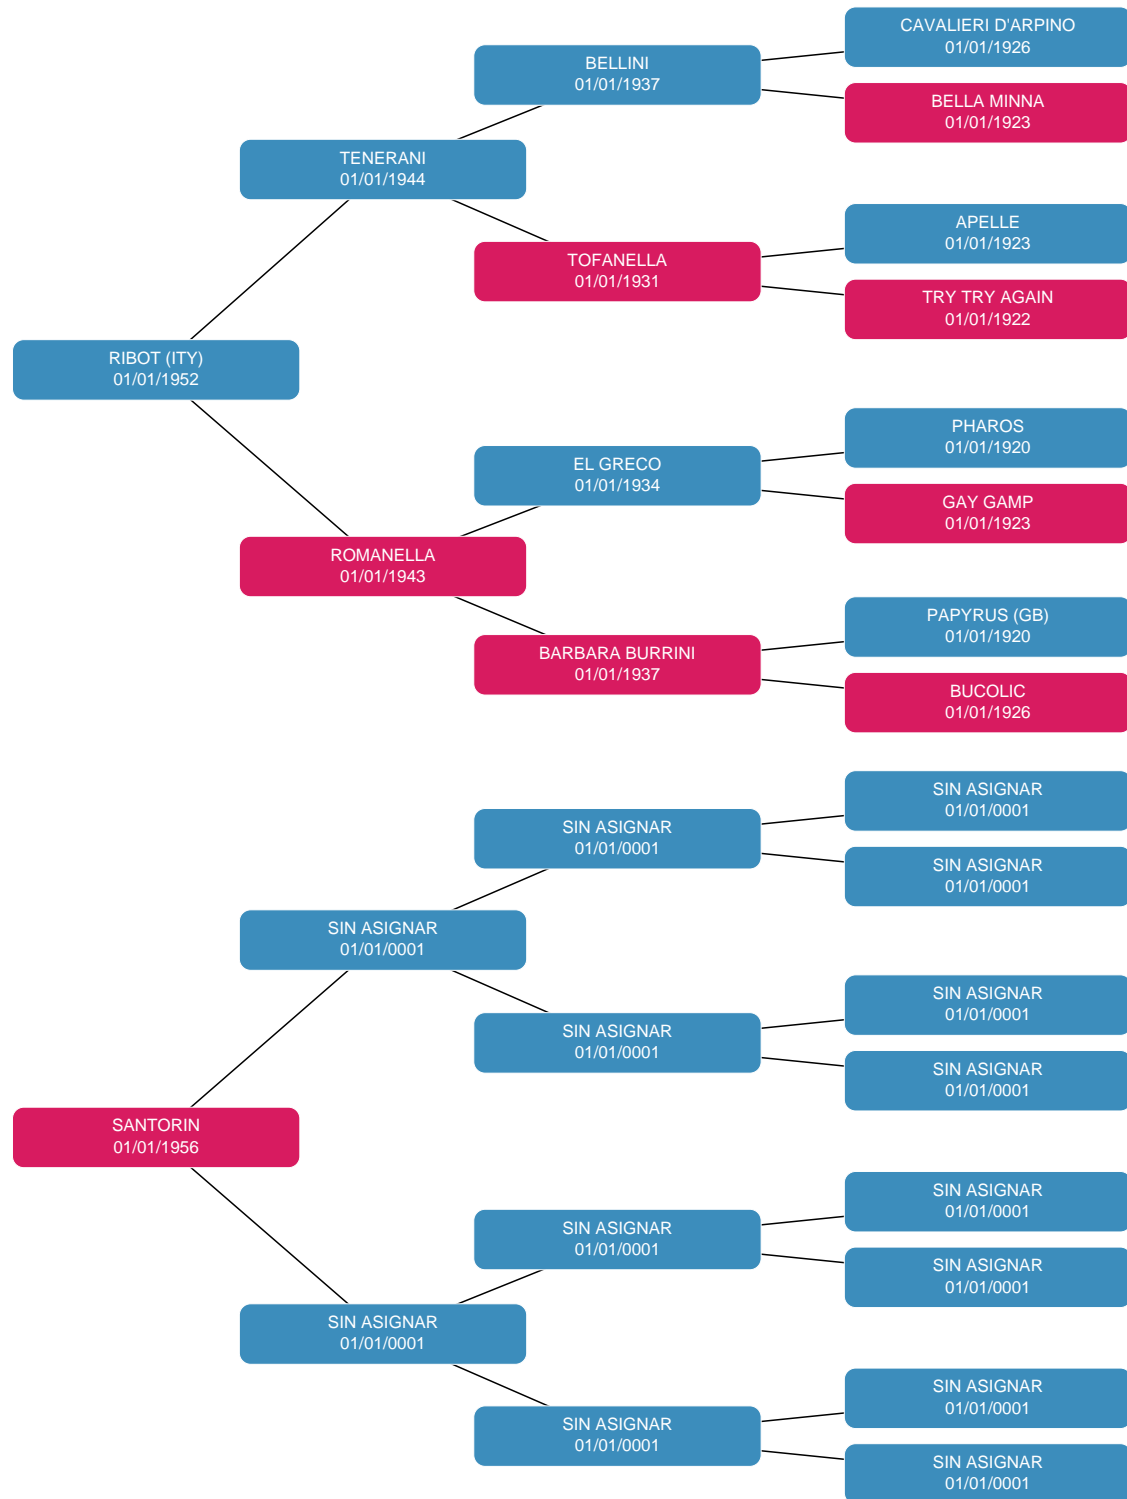 CAVALIERI D'ARPINO
01/01/1926
BELLINI
01/01/1937
BELLA MINNA
01/01/1923
TENERANI
01/01/1944
APELLE
01/01/1923
TOFANELLA
01/01/1931
TRY TRY AGAIN
01/01/1922
RIBOT (ITY)
01/01/1952
PHAROS
01/01/1920
EL GRECO
01/01/1934
GAY GAMP
01/01/1923
ROMANELLA
01/01/1943
PAPYRUS (GB)
01/01/1920
BARBARA BURRINI
01/01/1937
BUCOLIC
01/01/1926
SIN ASIGNAR
01/01/0001
SIN ASIGNAR
01/01/0001
SIN ASIGNAR
01/01/0001
SIN ASIGNAR
01/01/0001
SIN ASIGNAR
01/01/0001
SIN ASIGNAR
01/01/0001
SIN ASIGNAR
01/01/0001
SANTORIN
01/01/1956
SIN ASIGNAR
01/01/0001
SIN ASIGNAR
01/01/0001
SIN ASIGNAR
01/01/0001
SIN ASIGNAR
01/01/0001
SIN ASIGNAR
01/01/0001
SIN ASIGNAR
01/01/0001
SIN ASIGNAR
01/01/0001